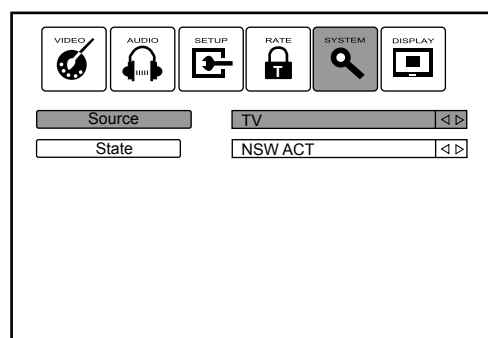 VIDEO AUDIO SETUP RATE SYSTEM DISPLAY
T
Source TV
State NSW ACT